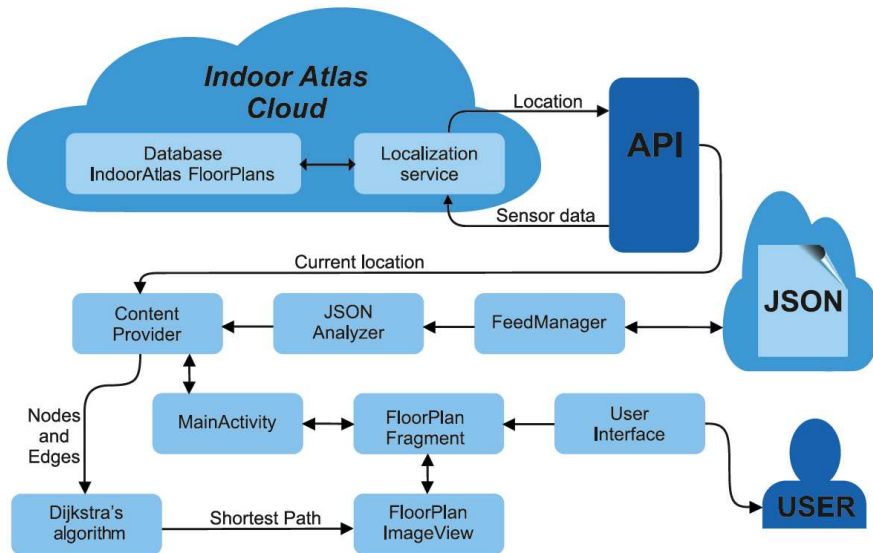 Indoor Atlas
Cloud
Location
API
Database
IndoorAtlas FloorPlans
Localization
service
Sensor data
Current location
JSON
Content
Provider
JSON
Analyzer
FeedManager
Nodes
and
Edges
MainActivity
FloorPlan
Fragment
User
Interface
USER
Dijkstra's
algorithm
Shortest Path
FloorPlan
ImageView